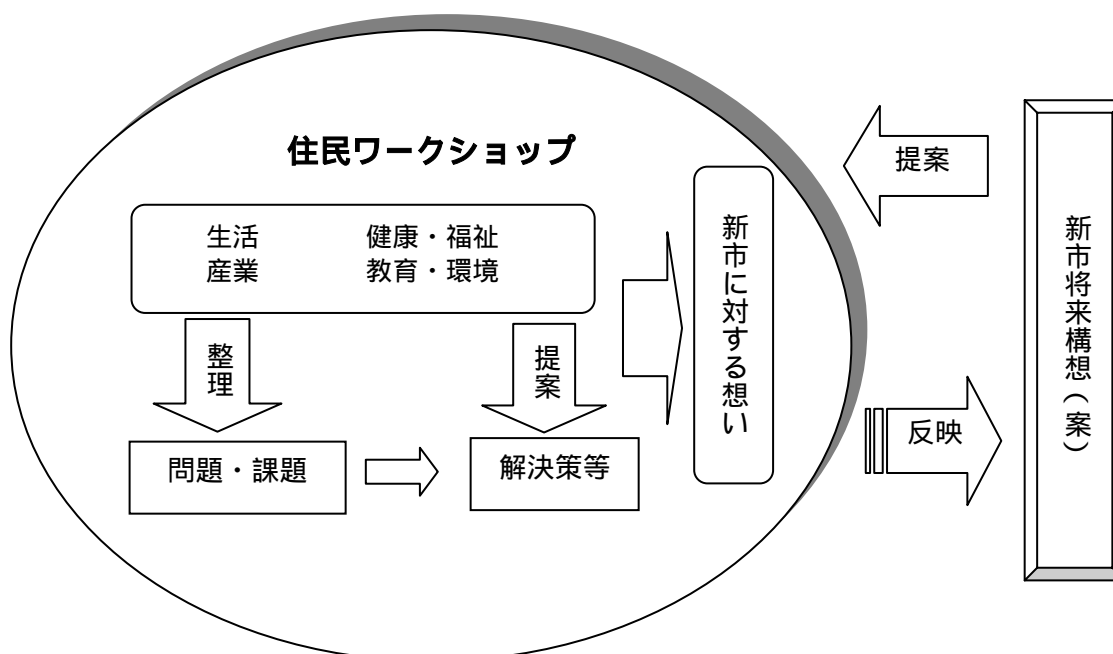 住民ワークショップ
生活 健康・福祉
産業 教育・環境
整理
提案
問題・課題
解決策等
新市に対する想い
提案
反映
新市将来構想(案)